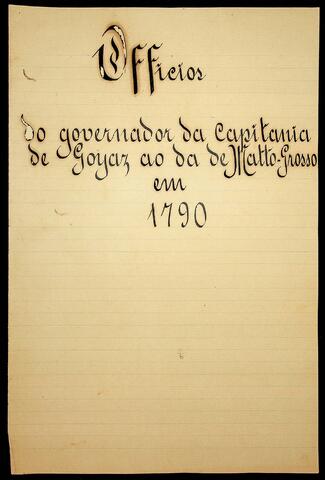 Officios
do governador da Capitania
de Goyaz ao da de Matto-Grosso
em
1790